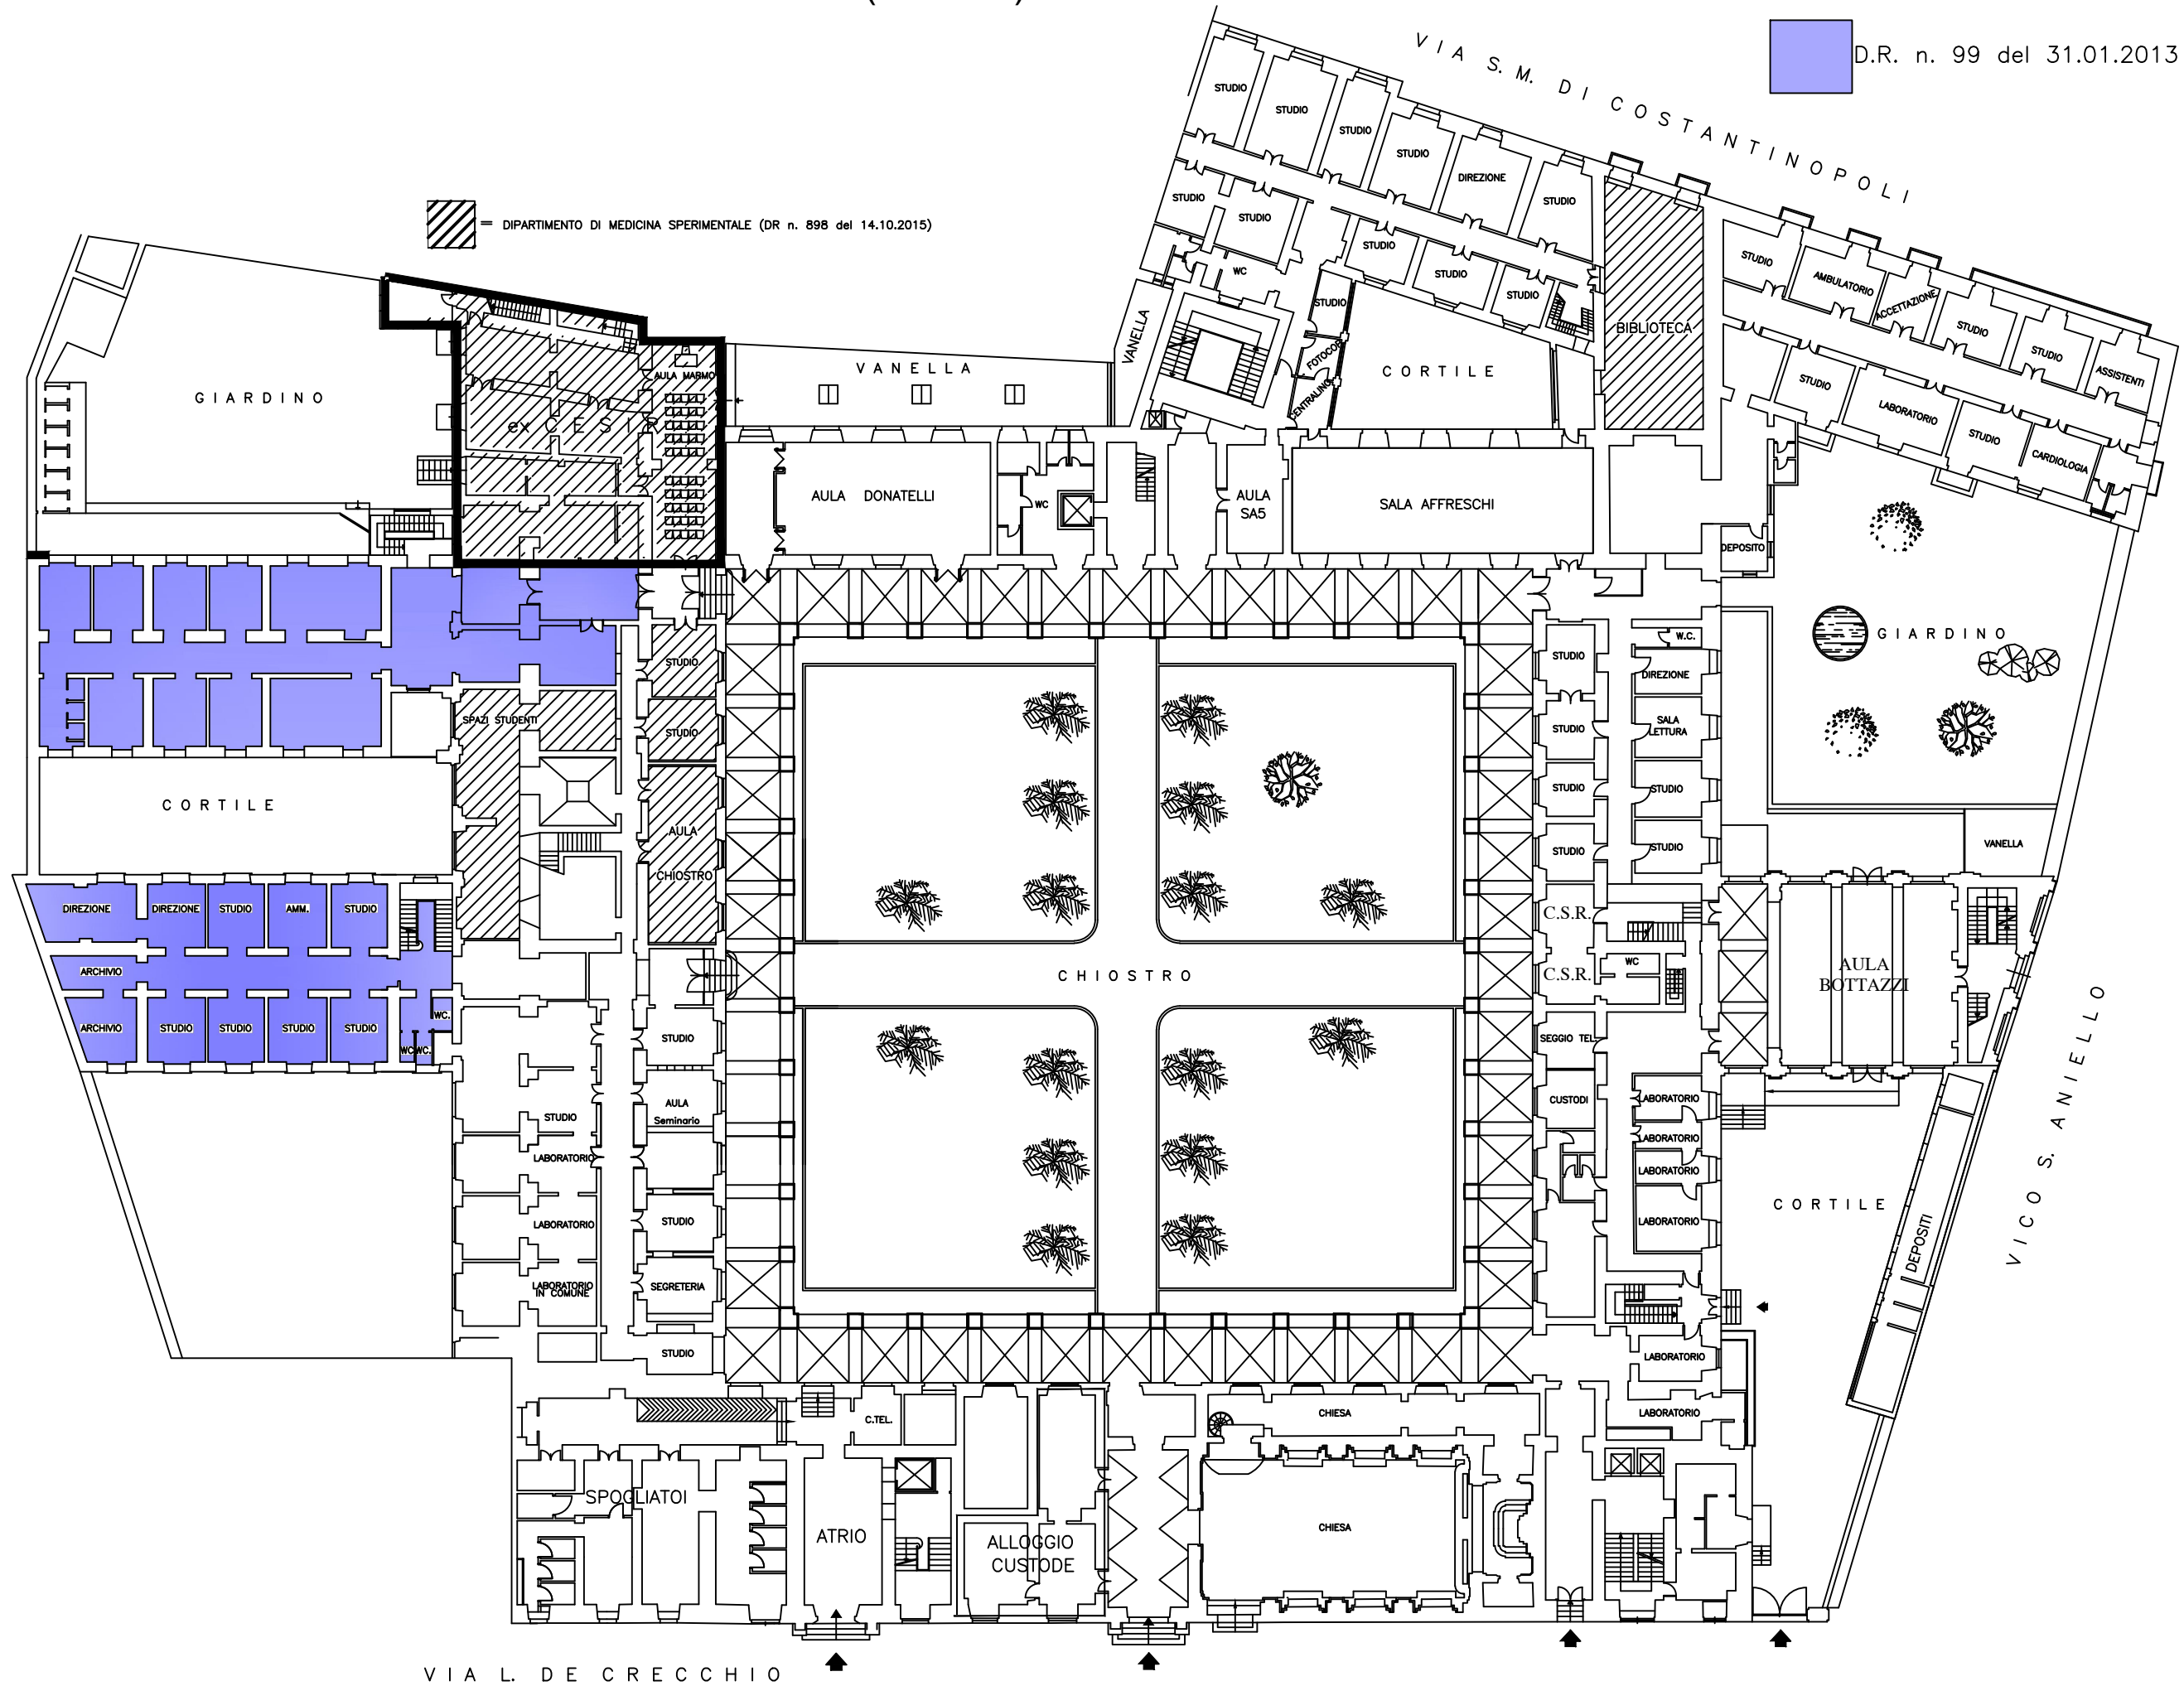 D.R. n. 99 del 31.01.2013
VIA S. M. DI COSTANTINOPOLI
= DIPARTIMENTO DI MEDICINA SPERIMENTALE (DR n. 898 del 14.10.2015)
STUDIO
STUDIO
STUDIO
STUDIO
DIREZIONE
STUDIO
STUDIO
STUDIO
WC
STUDIO
STUDIO
STUDIO
STUDIO
BIBLIOTECA
STUDIO
AMBULATORIO
ACCETTAZIONE
STUDIO
STUDIO
ASSISTENTI
STUDIO
LABORATORIO
STUDIO
CARDIOLOGIA
VANELLA
FOTOCOP.
CENTRALINO
CORTILE
VANELLA
GIARDINO
AULA MARMO
ex CESIR
AULA DONATELLI
WC
AULA
SA5
SALA AFFRESCHI
DEPOSITO
GIARDINO
STUDIO
STUDIO
SPAZI STUDENTI
AULA
CHIOSTRO
CORTILE
STUDIO
STUDIO
STUDIO
STUDIO
W.C.
DIREZIONE
SALA
LETTURA
STUDIO
STUDIO
VANELLA
DIREZIONE
DIREZIONE
STUDIO
AMM.
STUDIO
ARCHIVIO
ARCHIVIO
STUDIO
STUDIO
STUDIO
STUDIO
WC.
WC
WC.
CHIOSTRO
C.S.R.
C.S.R.
WC
AULA
BOTTAZZI
VICO S. ANIELLO
STUDIO
AULA
Seminario
STUDIO
LABORATORIO
LABORATORIO
STUDIO
LABORATORIO
IN COMUNE
SEGRETERIA
STUDIO
SEGGIO TEL.
CUSTODI
LABORATORIO
LABORATORIO
LABORATORIO
LABORATORIO
CORTILE
DEPOSITI
LABORATORIO
LABORATORIO
C.TEL.
CHIESA
SPOGLIATOI
ATRIO
ALLOGGIO
CUSTODE
CHIESA
VIA L. DE CRECCHIO